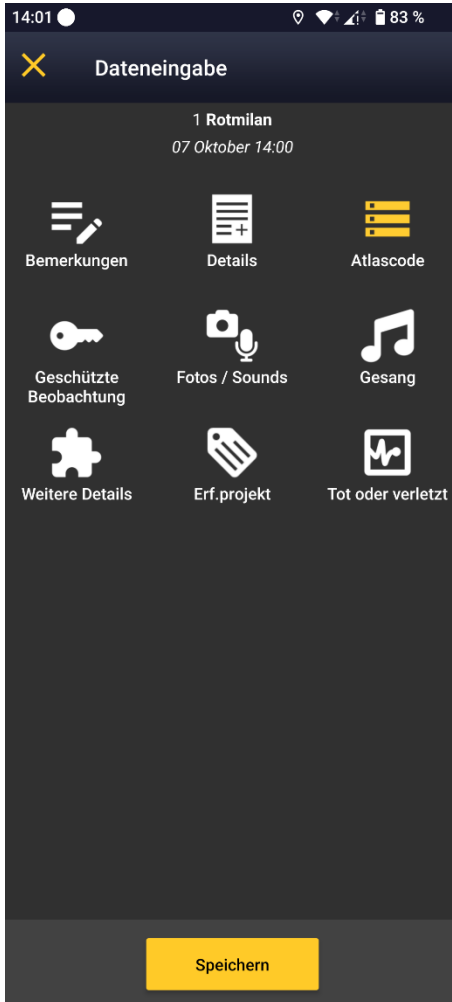 14:01 83 %
Dateneingabe
1 Rotmilan
07 Oktober 14:00
Bemerkungen Details Atlascode
Geschützte
Beobachtung Fotos / Sounds Gesang
Weitere Details Erf.projekt Tot oder verletzt
Speichern